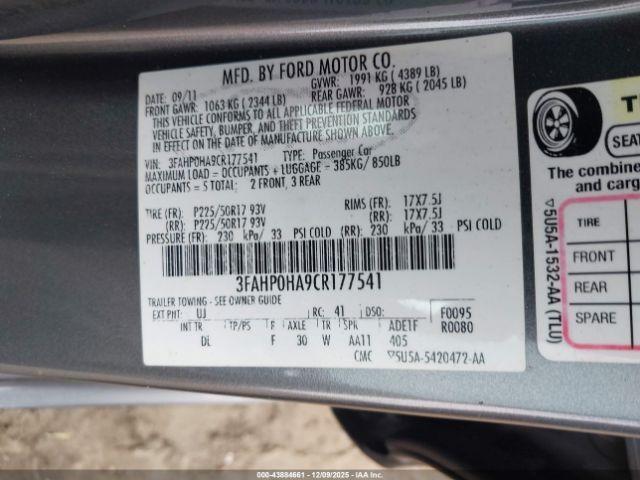 MFD. BY FORD MOTOR CO.
DATE: 09/11 GVWR: 1991 KG ( 4389 LB)
FRONT GAWR: 1063 KG ( 2344 LB) REAR GAWR: 928 KG ( 2045 LB)
THIS VEHICLE CONFORMS TO ALL APPLICABLE FEDERAL MOTOR
VEHICLE SAFETY, BUMPER, AND THEFT PREVENTION STANDARDS
IN EFFECT ON THE DATE OF MANUFACTURE SHOWN ABOVE.
VIN: 3FAHP0HA9CR177541 TYPE: Passenger Car
MAXIMUM LOAD = OCCUPANTS + LUGGAGE = 385KG/ 850LB
OCCUPANTS = 5 TOTAL: 2 FRONT, 3 REAR
TIRE (FR): P225/50R17 93V RIMS (FR): 17X7.5J
(RR): P225/50R17 93V (RR): 17X7.5J
PRESSURE (FR): 230 kPa/ 33 PSI COLD (RR): 230 kPa/ 33 PSI COLD
3FAHP0HA9CR177541
TRAILER TOWING - SEE OWNER GUIDE
EXT PNT: UJ RC: 41 DSO: F0095
INT TR TP/PS R AXLE TR SPR ADE1F R0080
DL F 30 W AA11 405
CMC ▽5U5A-5420472-AA
T
SEAT
The combine
and carg
TIRE
FRONT
REAR
SPARE
▽5U5A-1532-AA (TLU)
000-43884661 - 12/09/2025 - IAAI.COM